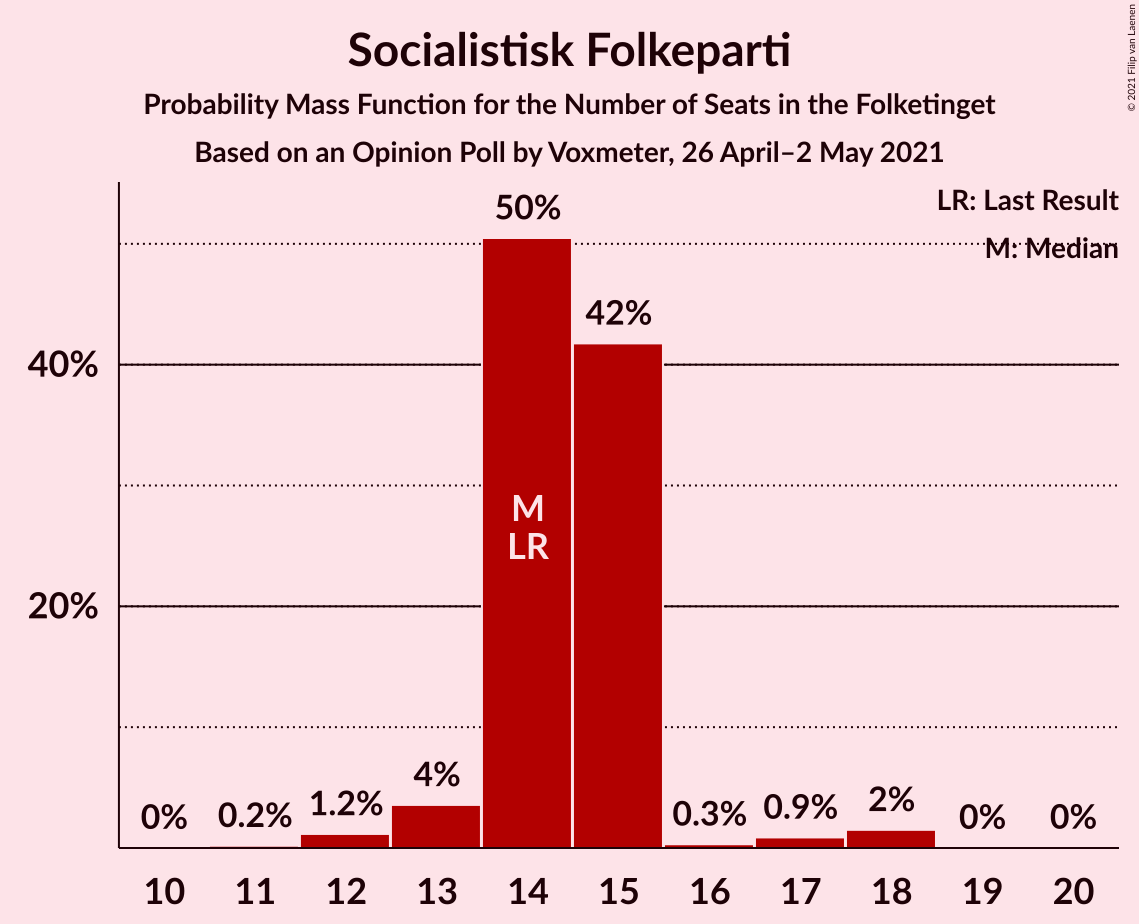 Socialistisk Folkeparti
Probability Mass Function for the Number of Seats in the Folketinget
Based on an Opinion Poll by Voxmeter, 26 April–2 May 2021
© 2021 Filip van Laenen
LR: Last Result
M: Median
50%
42%
40%
M
LR
20%
0%
0.2%
1.2%
4%
0.3%
0.9%
2%
0%
0%
10 11 12 13 14 15 16 17 18 19 20